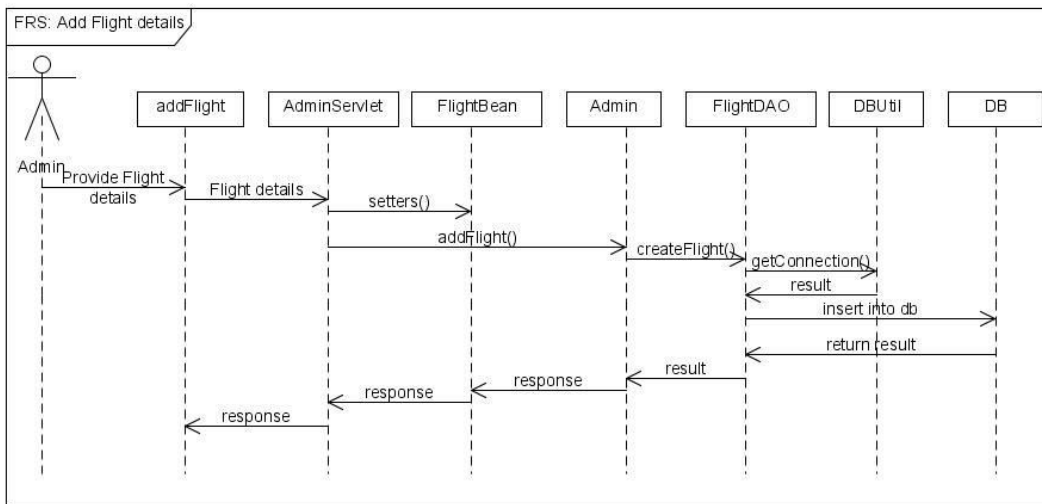 FRS: Add Flight details
addFlight
AdminServlet
FlightBean
Admin
FlightDAO
DBUtil
DB
Admin
Provide Flight
details
Flight details
setters()
addFlight()
createFlight()
getConnection()
result
insert into db
return result
result
response
response
response